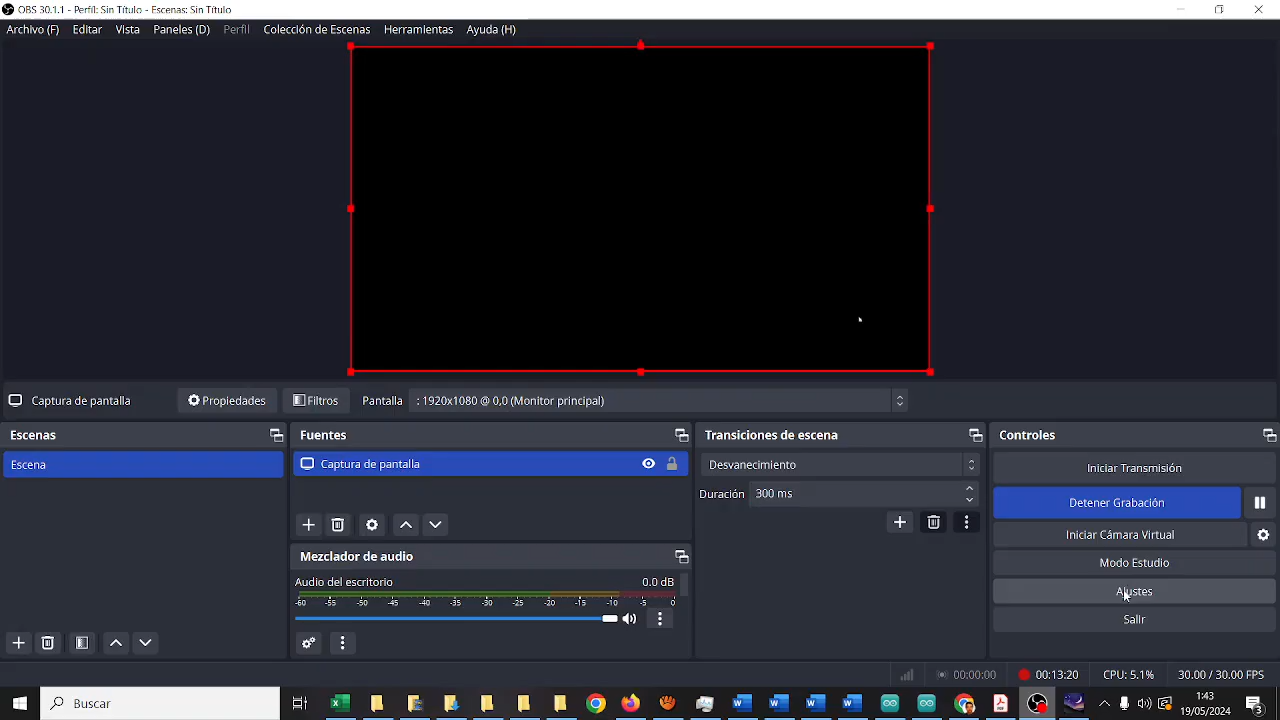 OBS 30.1.1 - Perfil: Sin Título - Escenas: Sin Título
Archivo (F) Editar Vista Paneles (D) Perfil Colección de Escenas Herramientas Ayuda (H)
Captura de pantalla Propiedades Filtros Pantalla : 1920x1080 @ 0,0 (Monitor principal)
Escenas
Escena
Fuentes
Captura de pantalla
Mezclador de audio
Audio del escritorio 0.0 dB
-60 -55 -50 -45 -40 -35 -30 -25 -20 -15 -10 -5 0
Transiciones de escena
Desvanecimiento
Duración 300 ms
Controles
Iniciar Transmisión
Detener Grabación
Iniciar Cámara Virtual
Modo Estudio
Ajustes
Salir
00:00:00 00:13:20 CPU: 5.1% 30.00 / 30.00 FPS
Buscar
1:43
19/05/2024
3